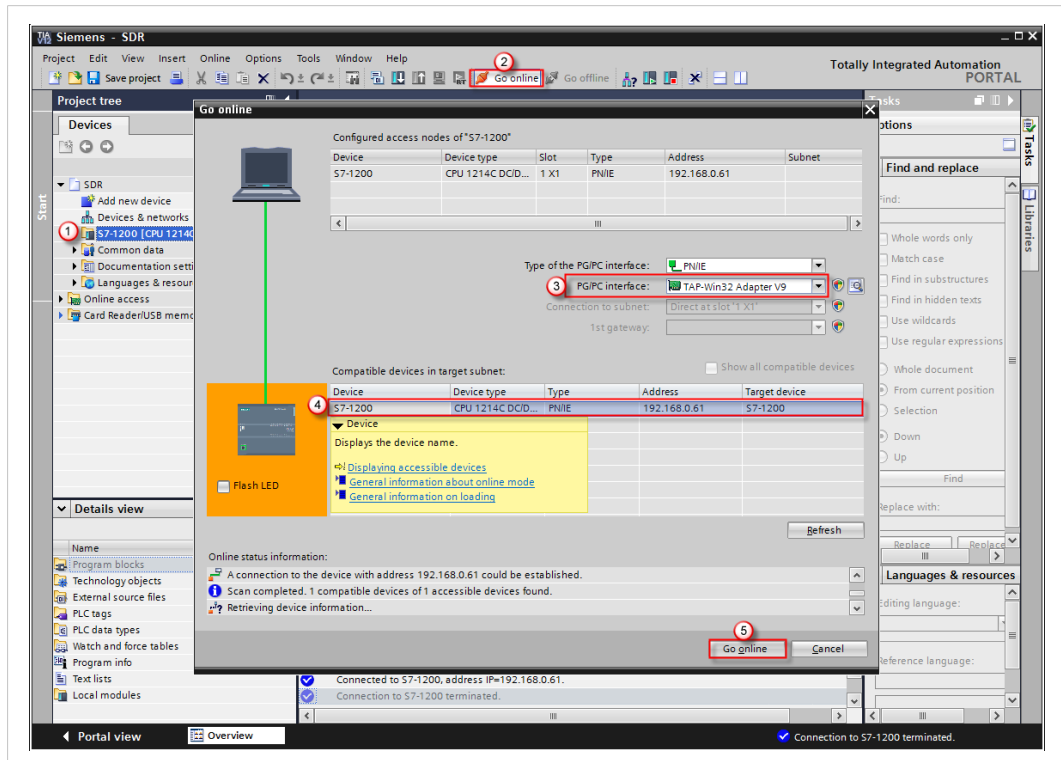 Siemens - SDR
Project Edit View Insert Online Options Tools Window Help
Totally Integrated Automation
PORTAL
2
Save project
Go online
Go offline
Project tree
Devices
Start
SDR
Add new device
Devices & networks
1
S7-1200 [CPU 1214C
Common data
Documentation setti
Languages & resour
Online access
Card Reader/USB memo
Details view
Name
Program blocks
Technology objects
External source files
PLC tags
PLC data types
Watch and force tables
Program info
Text lists
Local modules
Go online
Configured access nodes of "S7-1200"
Device Device type Slot Type Address Subnet
S7-1200 CPU 1214C DC/D... 1 X1 PN/IE 192.168.0.61
Type of the PG/PC interface: PN/IE
3
PG/PC interface: TAP-Win32 Adapter V9
Connection to subnet: Direct at slot '1 X1'
1st gateway:
Compatible devices in target subnet:
Show all compatible devices
Device Device type Type Address Target device
4
S7-1200 CPU 1214C DC/D... PN/IE 192.168.0.61 S7-1200
Device
Displays the device name.
Displaying accessible devices
General information about online mode
General information on loading
Flash LED
Refresh
Online status information:
A connection to the device with address 192.168.0.61 could be established.
Scan completed. 1 compatible devices of 1 accessible devices found.
Retrieving device information...
5
Go online
Cancel
Connected to S7-1200, address IP=192.168.0.61.
Connection to S7-1200 terminated.
Tasks
Options
Find and replace
Find:
Whole words only
Match case
Find in substructures
Find in hidden texts
Use wildcards
Use regular expressions
Whole document
From current position
Selection
Down
Up
Find
Replace with:
Replace
Replace
Languages & resources
Editing language:
Reference language:
Tasks
Libraries
Portal view
Overview
Connection to S7-1200 terminated.